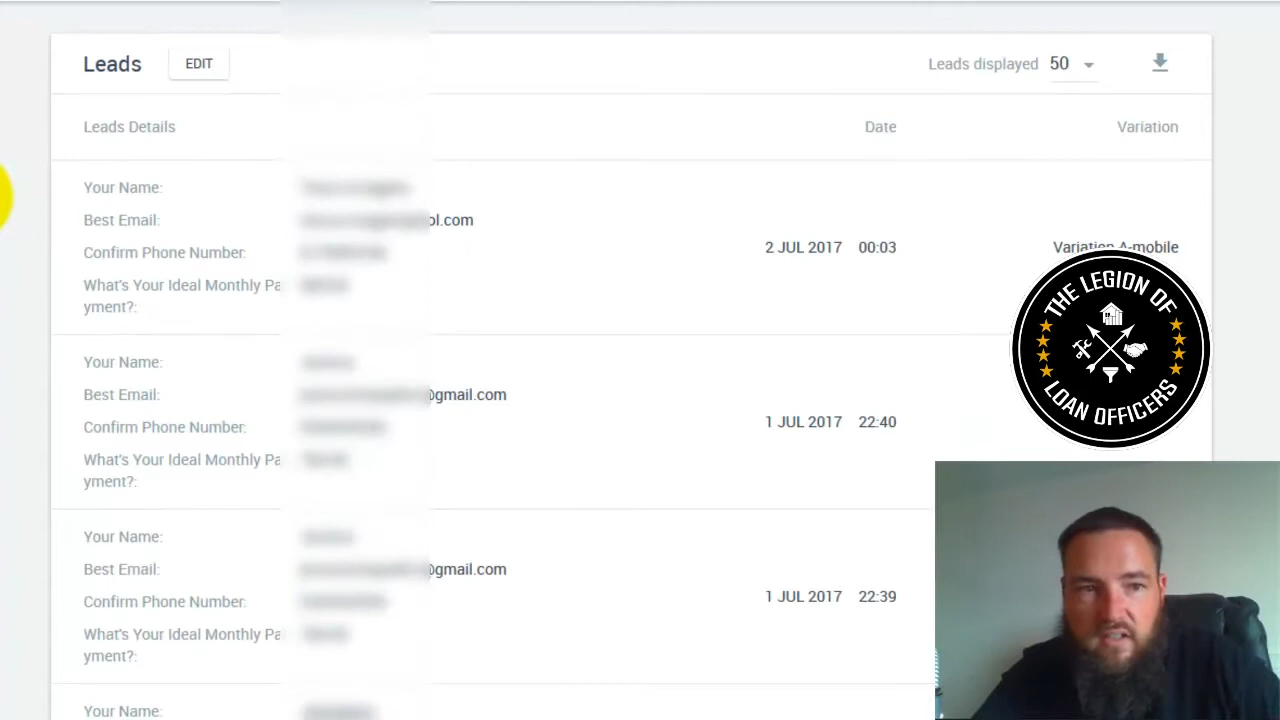 Leads EDIT Leads displayed 50
Leads Details Date Variation
Your Name:
Best Email: ol.com
Confirm Phone Number:
2 JUL 2017 00:03 Variation A-mobile
What's Your Ideal Monthly Pa
yment?:
THE LEGION OF
LOAN OFFICERS
Your Name:
Best Email: @gmail.com
Confirm Phone Number:
1 JUL 2017 22:40
What's Your Ideal Monthly Pa
yment?:
Your Name:
Best Email: @gmail.com
Confirm Phone Number:
1 JUL 2017 22:39
What's Your Ideal Monthly Pa
yment?:
Your Name: